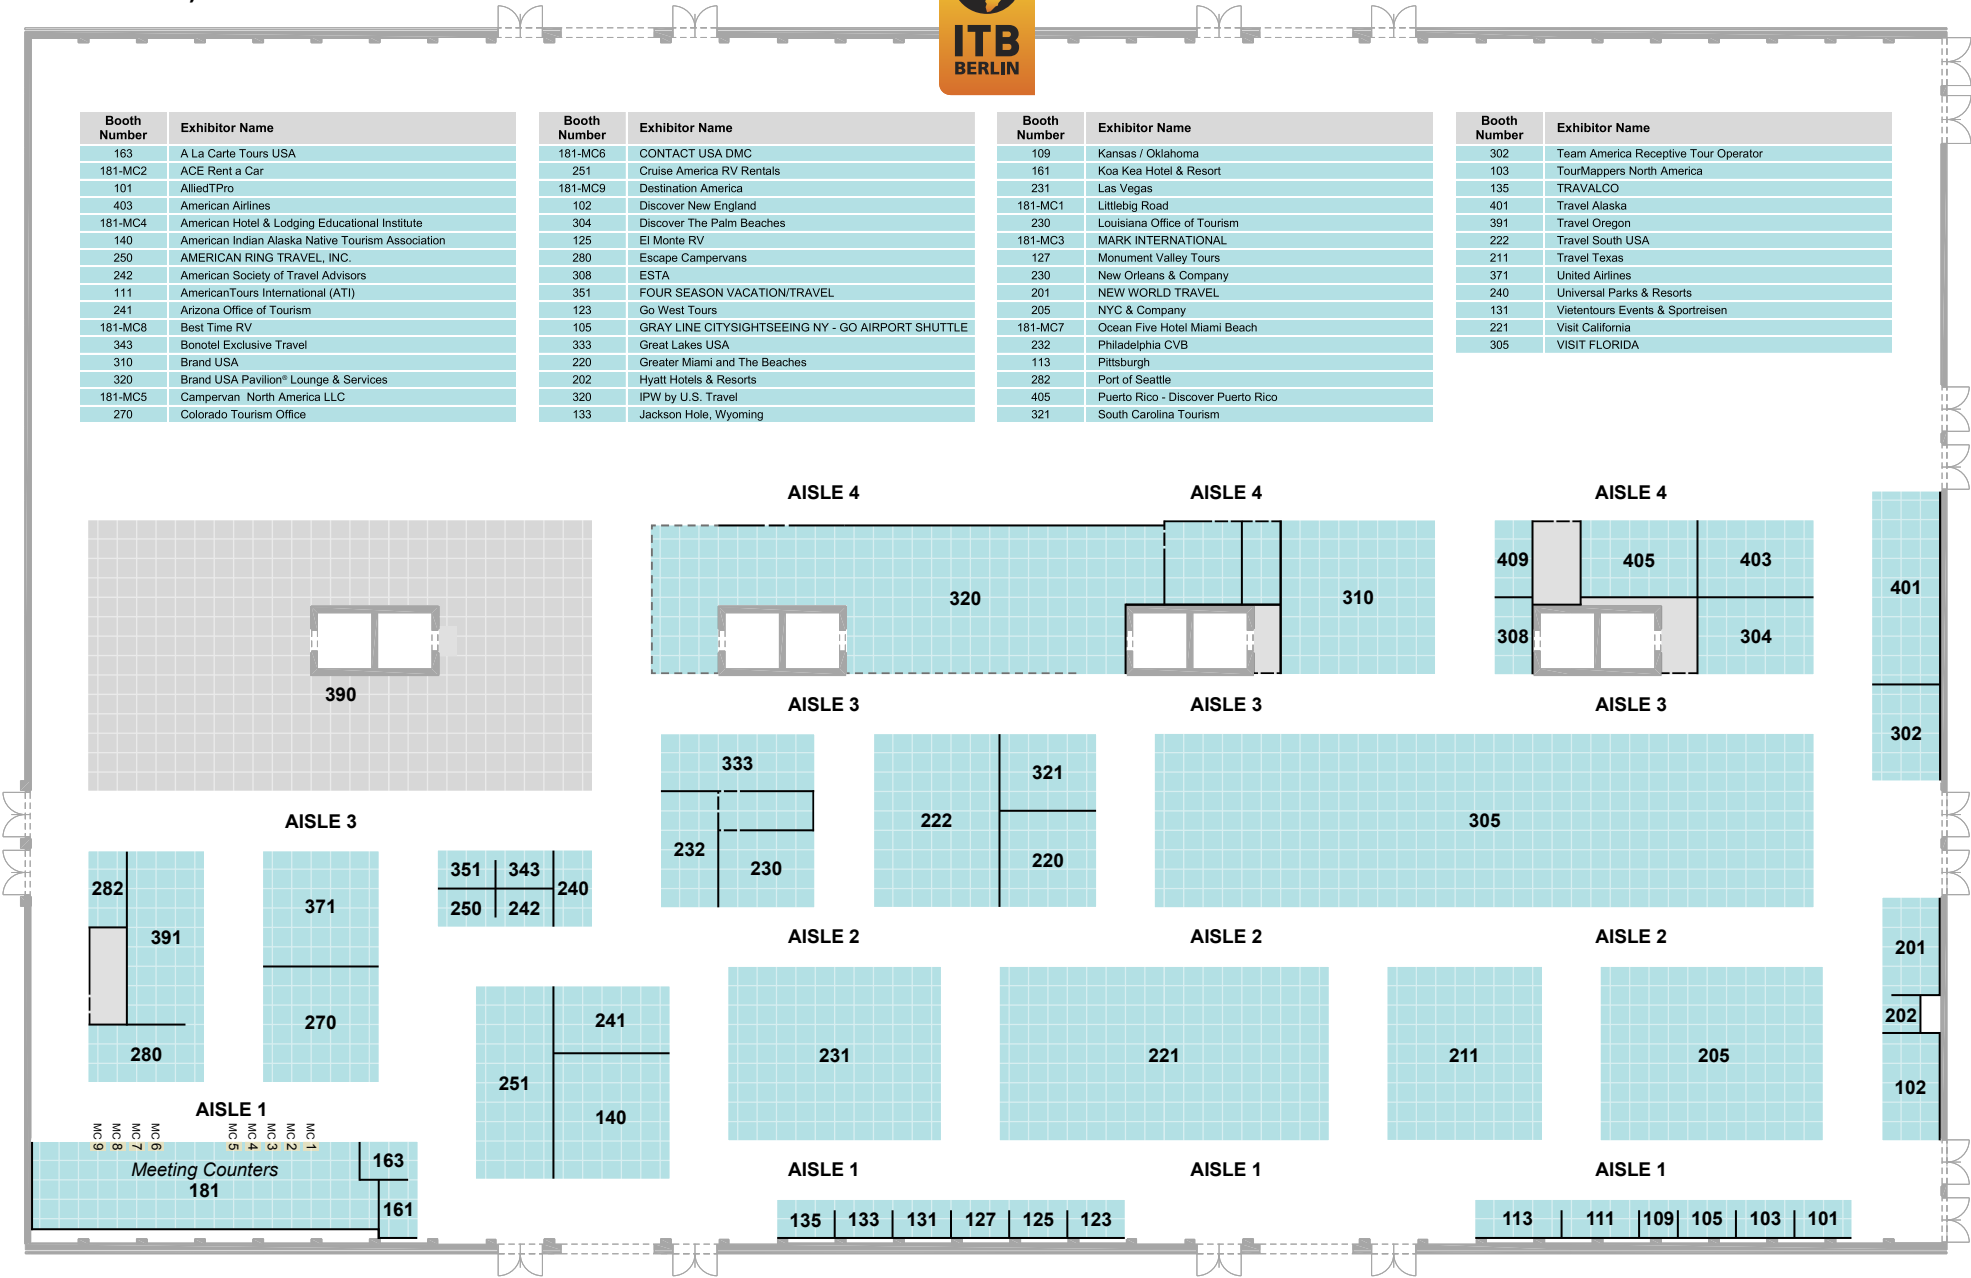 ITB
BERLIN
Booth Number Exhibitor Name
163 A La Carte Tours USA
181-MC2 ACE Rent a Car
101 AlliedTPro
403 American Airlines
181-MC4 American Hotel & Lodging Educational Institute
140 American Indian Alaska Native Tourism Association
250 AMERICAN RING TRAVEL, INC.
242 American Society of Travel Advisors
111 AmericanTours International (ATI)
241 Arizona Office of Tourism
181-MC8 Best Time RV
343 Bonotel Exclusive Travel
310 Brand USA
320 Brand USA Pavilion® Lounge & Services
181-MC5 Campervan North America LLC
270 Colorado Tourism Office
Booth Number Exhibitor Name
181-MC6 CONTACT USA DMC
251 Cruise America RV Rentals
181-MC9 Destination America
102 Discover New England
304 Discover The Palm Beaches
125 El Monte RV
280 Escape Campervans
308 ESTA
351 FOUR SEASON VACATION/TRAVEL
123 Go West Tours
105 GRAY LINE CITYSIGHTSEEING NY - GO AIRPORT SHUTTLE
333 Great Lakes USA
220 Greater Miami and The Beaches
202 Hyatt Hotels & Resorts
320 IPW by U.S. Travel
133 Jackson Hole, Wyoming
Booth Number Exhibitor Name
109 Kansas / Oklahoma
161 Koa Kea Hotel & Resort
231 Las Vegas
181-MC1 Littlebig Road
230 Louisiana Office of Tourism
181-MC3 MARK INTERNATIONAL
127 Monument Valley Tours
230 New Orleans & Company
201 NEW WORLD TRAVEL
205 NYC & Company
181-MC7 Ocean Five Hotel Miami Beach
232 Philadelphia CVB
113 Pittsburgh
282 Port of Seattle
405 Puerto Rico - Discover Puerto Rico
321 South Carolina Tourism
Booth Number Exhibitor Name
302 Team America Receptive Tour Operator
103 TourMappers North America
135 TRAVALCO
401 Travel Alaska
391 Travel Oregon
222 Travel South USA
211 Travel Texas
371 United Airlines
240 Universal Parks & Resorts
131 Vietentours Events & Sportreisen
221 Visit California
305 VISIT FLORIDA
AISLE 4 AISLE 4 AISLE 4
409 405 403
401
320 310
308 304
390
AISLE 3 AISLE 3 AISLE 3
302
333 321
222 305
AISLE 3
232 230 220
351 343 240
250 242
282 371
391
AISLE 2 AISLE 2 AISLE 2
201
202
270 241
280 231 221 211 205
251 102
140
AISLE 1
MC 9 MC 8 MC 7 MC 6 MC 5 MC 4 MC 3 MC 2 MC 1
Meeting Counters
181
163
161
AISLE 1 AISLE 1 AISLE 1
135 133 131 127 125 123 113 111 109 105 103 101